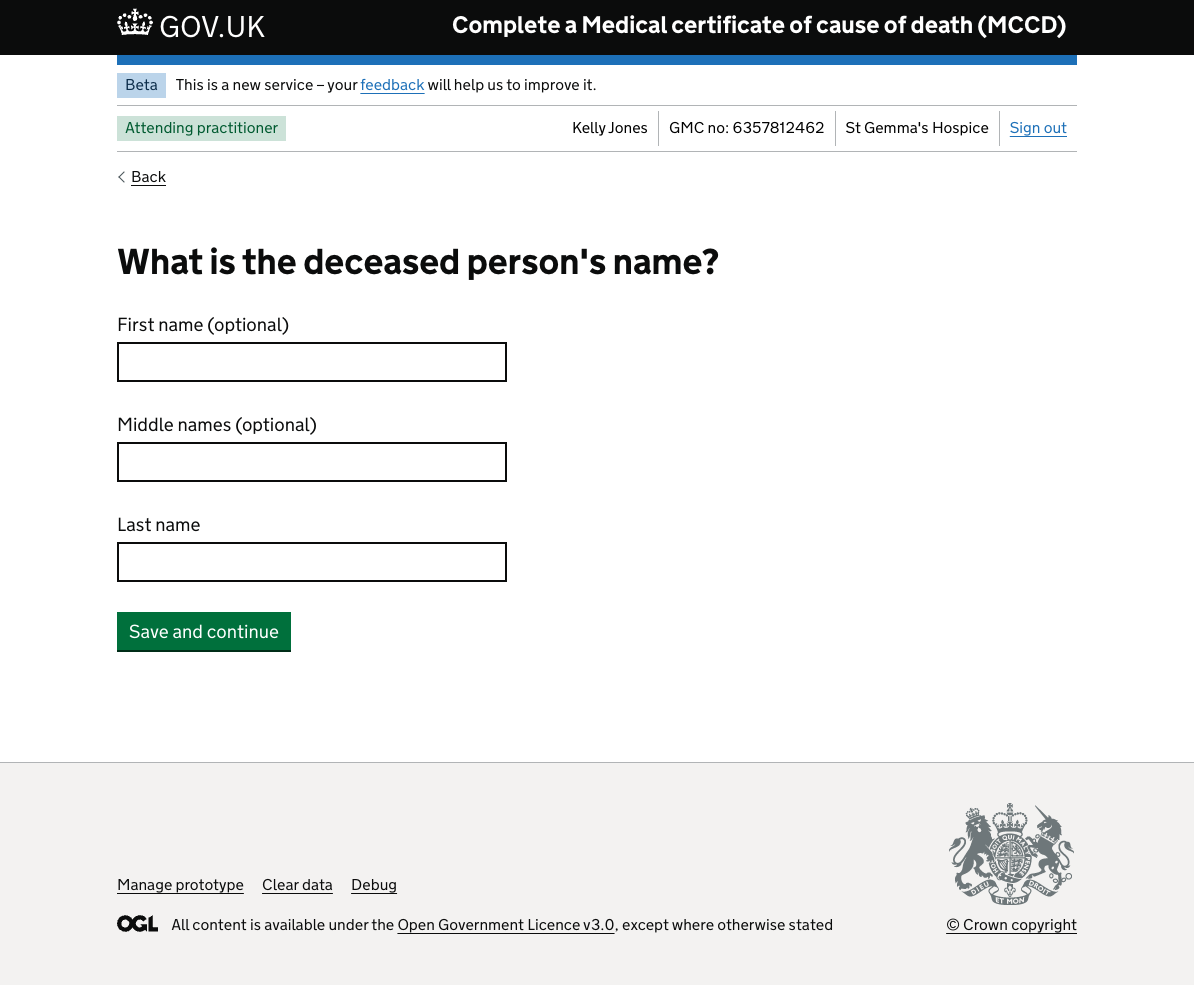 GOV.UK
Complete a Medical certificate of cause of death (MCCD)
Beta This is a new service – your feedback will help us to improve it.
Attending practitioner Kelly Jones GMC no: 6357812462 St Gemma's Hospice Sign out
Back
What is the deceased person's name?
First name (optional)
Middle names (optional)
Last name
Save and continue
Manage prototype Clear data Debug
OGL All content is available under the Open Government Licence v3.0, except where otherwise stated
DIEU ET MON DROIT
© Crown copyright